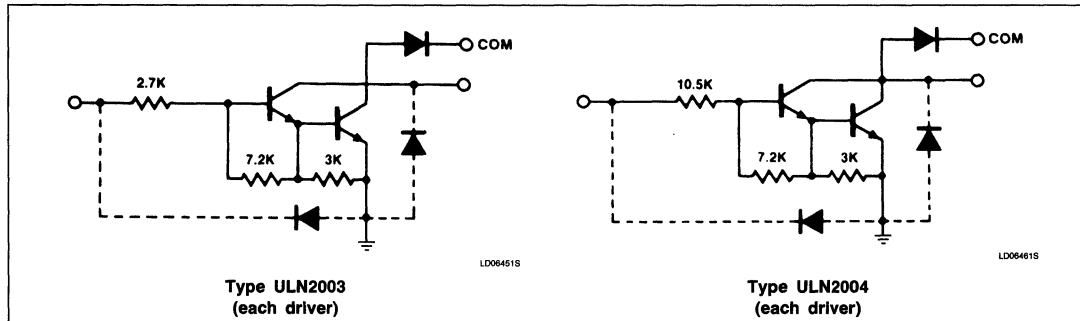 COM
2.7K
7.2K
3K
LD06451S
Type ULN2003
(each driver)
COM
10.5K
7.2K
3K
LD06461S
Type ULN2004
(each driver)